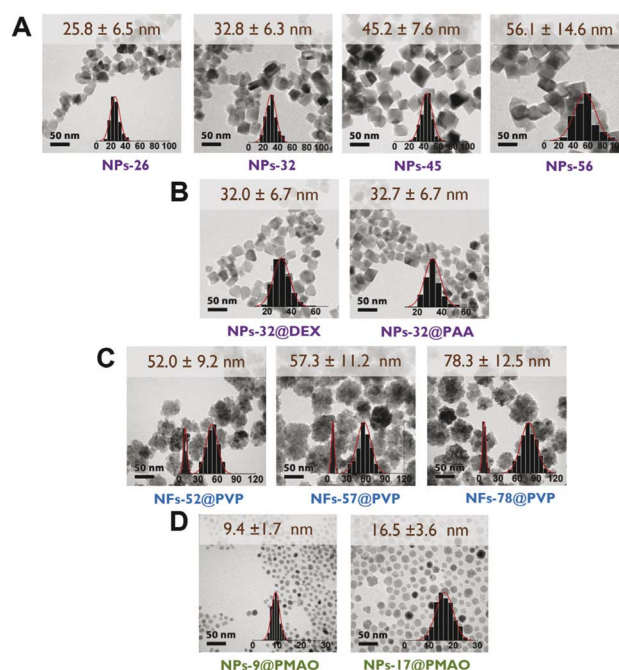 A
25.8 ± 6.5 nm
32.8 ± 6.3 nm
45.2 ± 7.6 nm
56.1 ± 14.6 nm
50 nm
0 20 40 60 80 100
50 nm
0 20 40 60 80 100
50 nm
0 20 40 60 80 100
50 nm
0 20 40 60 80 100
NPs-26
NPs-32
NPs-45
NPs-56
B
32.0 ± 6.7 nm
32.7 ± 6.7 nm
50 nm
20 40 60
50 nm
20 40 60
NPs-32@DEX
NPs-32@PAA
C
52.0 ± 9.2 nm
57.3 ± 11.2 nm
78.3 ± 12.5 nm
50 nm
0 30 60 90 120
50 nm
0 30 60 90 120
50 nm
0 30 60 90 120
NFs-52@PVP
NFs-57@PVP
NFs-78@PVP
D
9.4 ±1.7 nm
16.5 ±3.6 nm
50 nm
0 10 20 30
50 nm
0 10 20 30
NPs-9@PMAO
NPs-17@PMAO